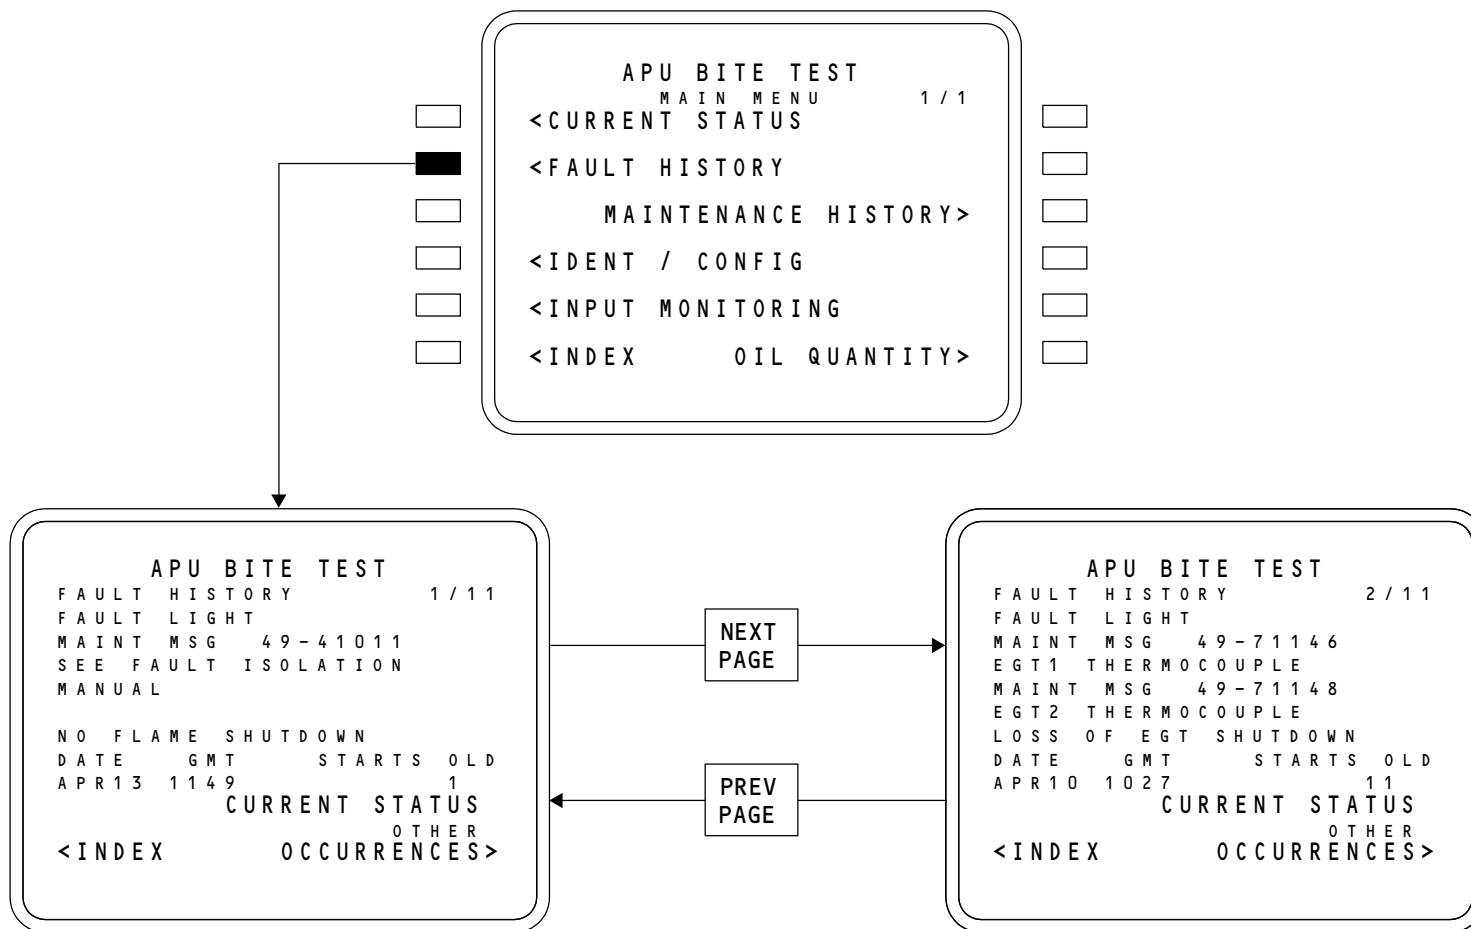 APU BITE TEST
MAIN MENU 1/1
<CURRENT STATUS
<FAULT HISTORY
MAINTENANCE HISTORY>
<IDENT / CONFIG
<INPUT MONITORING
<INDEX OIL QUANTITY>
APU BITE TEST
FAULT HISTORY 1/11
FAULT LIGHT
MAINT MSG 49-41011
SEE FAULT ISOLATION
MANUAL
NO FLAME SHUTDOWN
DATE GMT STARTS OLD
APR13 1149 1
CURRENT STATUS
OTHER
<INDEX OCCURRENCES>
NEXT
PAGE
PREV
PAGE
APU BITE TEST
FAULT HISTORY 2/11
FAULT LIGHT
MAINT MSG 49-71146
EGT1 THERMOCOUPLE
MAINT MSG 49-71148
EGT2 THERMOCOUPLE
LOSS OF EGT SHUTDOWN
DATE GMT STARTS OLD
APR10 1027 11
CURRENT STATUS
OTHER
<INDEX OCCURRENCES>